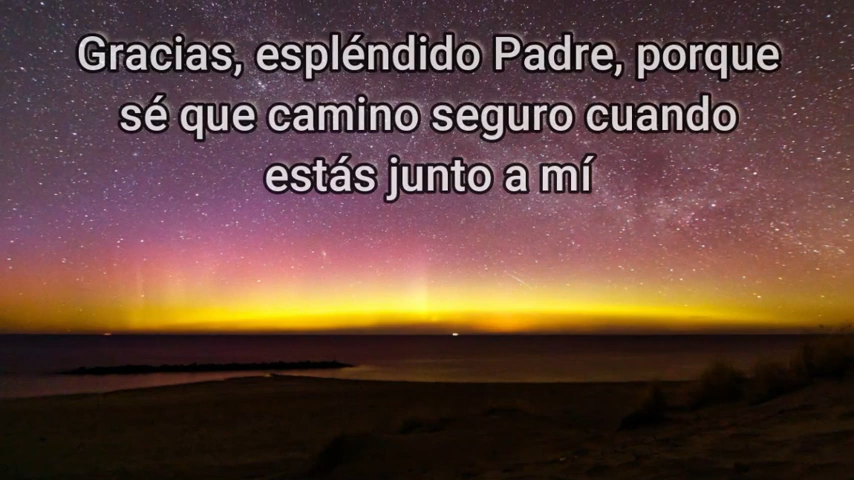 Gracias, espléndido Padre, porque
sé que camino seguro cuando
estás junto a mí